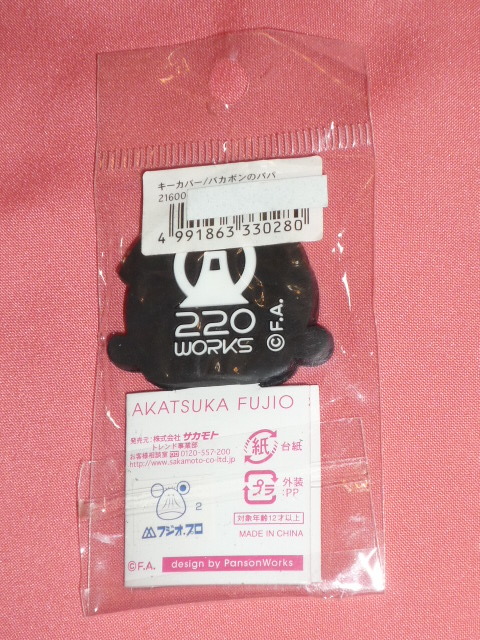 キーカバー/バカボンのパパ
21600
4 991863 330280
220
WORKS
©F.A.
AKATSUKA FUJIO
発売元:株式会社 サカモト
トレンド事業部
お客様相談室 0120-557-200
http://www.sakamoto-co-ltd.jp
紙 台紙
プラ 外装
:PP
対象年齢12才以上
MADE IN CHINA
2
フジオ・プロ
©F.A.
design by PansonWorks